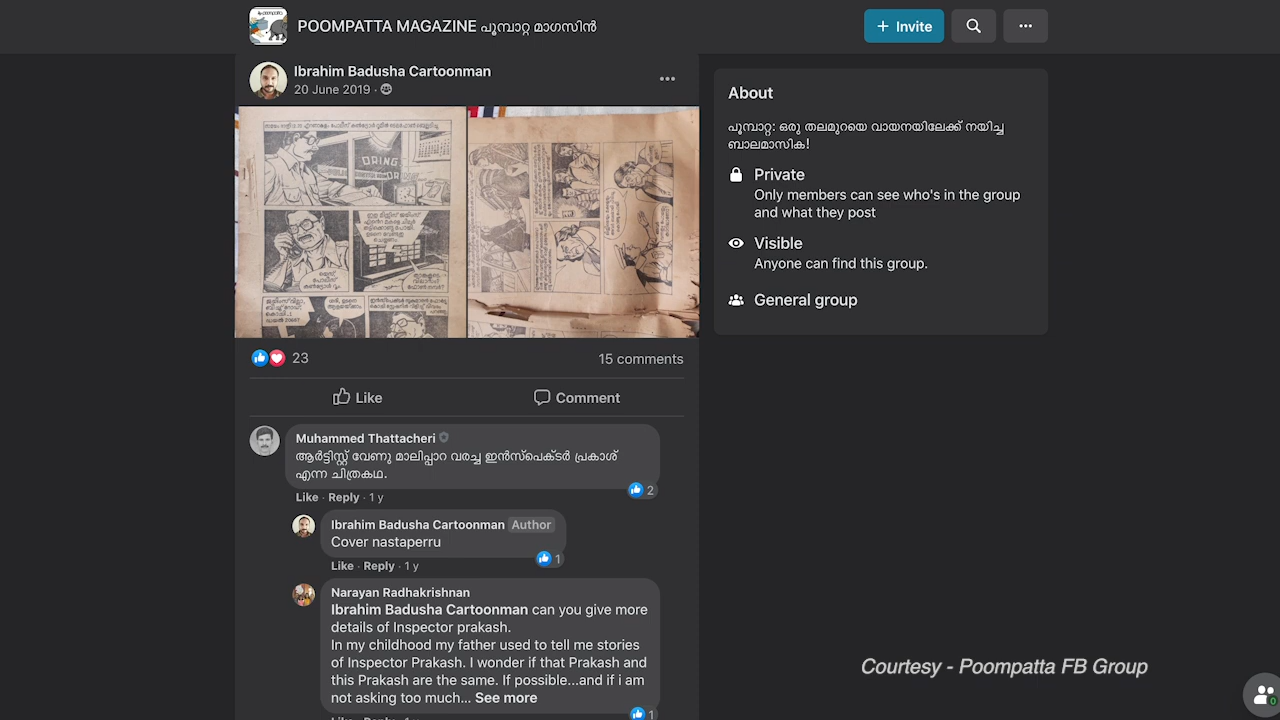 POOMPATTA MAGAZINE പൂമ്പാറ്റ മാഗസിൻ
+ Invite
Ibrahim Badusha Cartoonman
20 June 2019 ·
DRING
DR
23
15 comments
Like
Comment
Muhammed Thattacheri
ആർട്ടിസ്റ്റ് വേണു മാലിപ്പാറ വരച്ച ഇൻസ്പെക്ടർ പ്രകാശ്
എന്ന ചിത്രകഥ.
Like · Reply · 1 y
2
Ibrahim Badusha Cartoonman Author
Cover nastaperru
1
Like · Reply · 1 y
Narayan Radhakrishnan
Ibrahim Badusha Cartoonman can you give more
details of Inspector prakash.
In my childhood my father used to tell me stories
of Inspector Prakash. I wonder if that Prakash and
this Prakash are the same. If possible...and if i am
not asking too much... See more
1
About
പൂമ്പാറ്റ: ഒരു തലമുറയെ വായനയിലേക്ക് നയിച്ച
ബാലമാസിക!
Private
Only members can see who's in the group
and what they post
Visible
Anyone can find this group.
General group
Courtesy - Poompatta FB Group
0